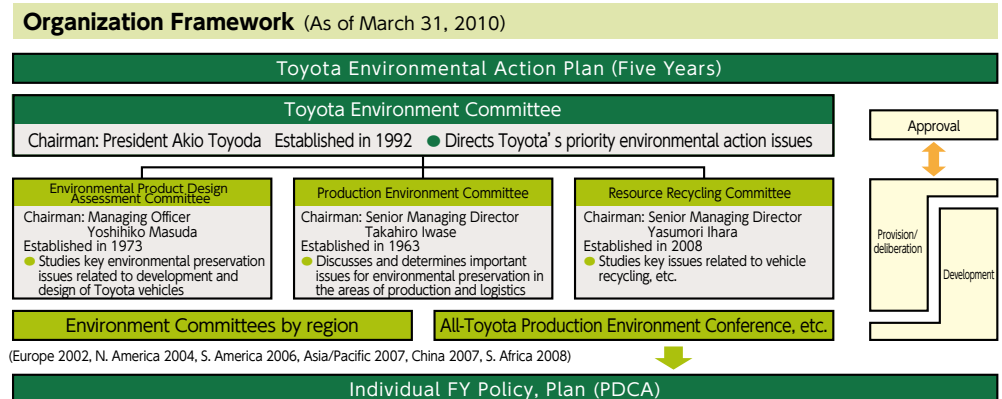 Organization Framework (As of March 31, 2010)
Toyota Environmental Action Plan (Five Years)
Toyota Environment Committee
Chairman: President Akio Toyoda Established in 1992 ● Directs Toyota's priority environmental action issues
Environmental Product Design
Assessment Committee
Chairman: Managing Officer
Yoshihiko Masuda
Established in 1973
● Studies key environmental preservation
issues related to development and
design of Toyota vehicles
Production Environment Committee
Chairman: Senior Managing Director
Takahiro Iwase
Established in 1963
● Discusses and determines important
issues for environmental preservation in
the areas of production and logistics
Resource Recycling Committee
Chairman: Senior Managing Director
Yasumori Ihara
Established in 2008
● Studies key issues related to vehicle
recycling, etc.
Approval
Provision/
deliberation
Development
Environment Committees by region
All-Toyota Production Environment Conference, etc.
(Europe 2002, N. America 2004, S. America 2006, Asia/Pacific 2007, China 2007, S. Africa 2008)
Individual FY Policy, Plan (PDCA)